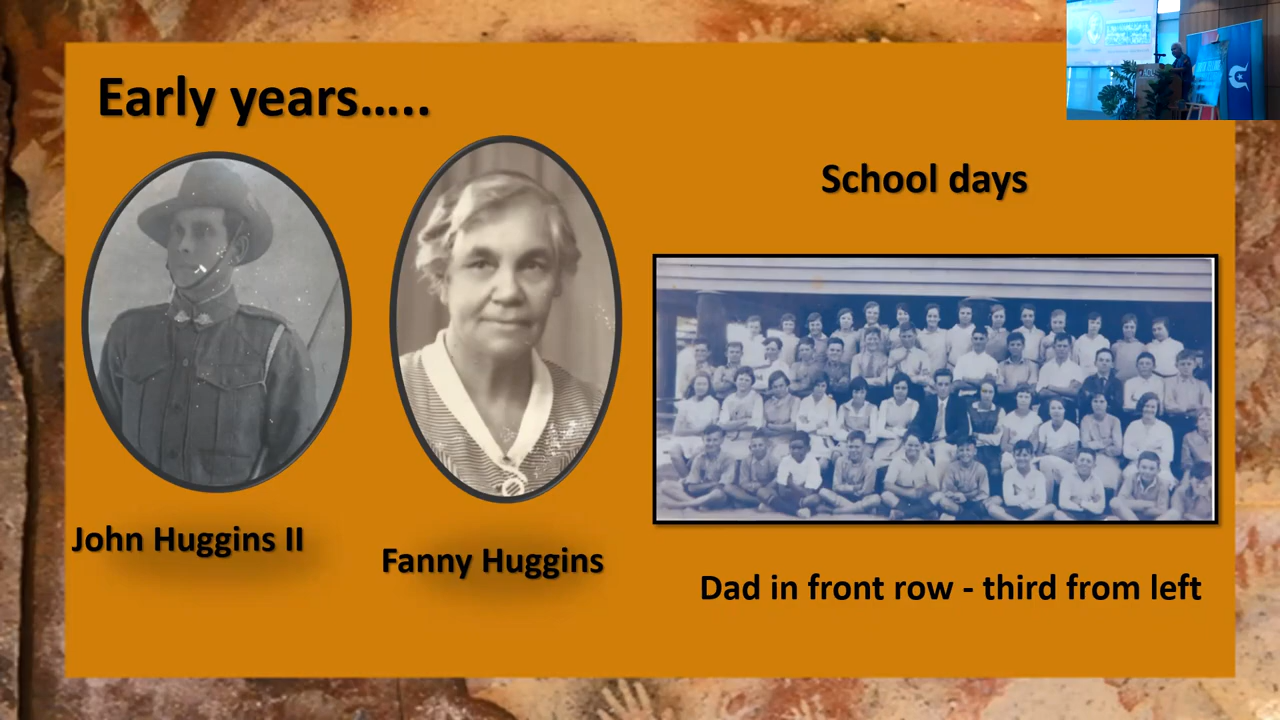 Early years.....
School days
John Huggins II
Fanny Huggins
Dad in front row - third from left